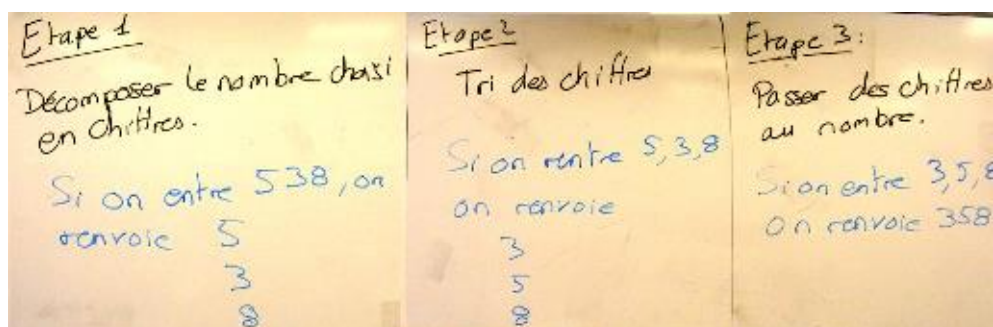 Etape 1
Décomposer le nombre choisi
en chiffres.
Si on entre 538, on
renvoie 5
3
8
Etape 2
Tri des chiffres
Si on rentre 5, 3, 8
on renvoie
3
5
8
Etape 3:
Passer des chiffres
au nombre.
Si on entre 3, 5, 8
on renvoie 358